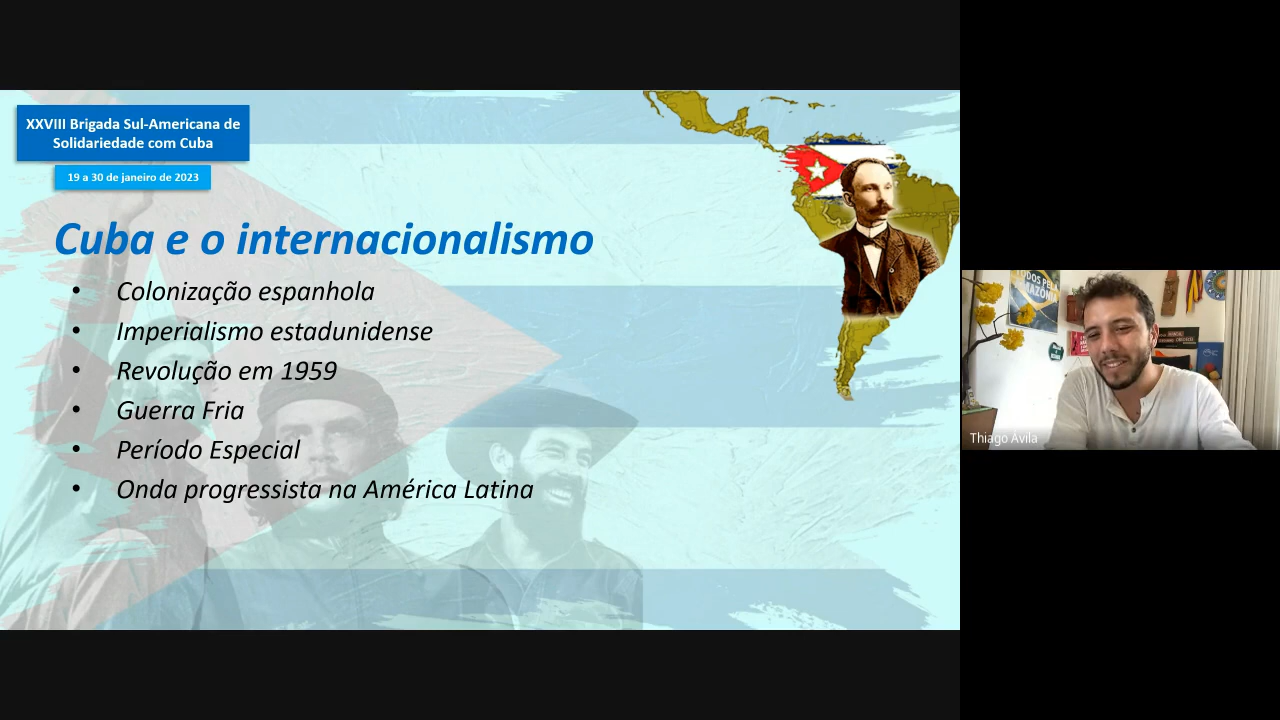 XXVIII Brigada Sul-Americana de
Solidariedade com Cuba
19 a 30 de janeiro de 2023
Cuba e o internacionalismo
• Colonização espanhola
• Imperialismo estadunidense
• Revolução em 1959
• Guerra Fria
• Período Especial
• Onda progressista na América Latina
Thiago Ávila